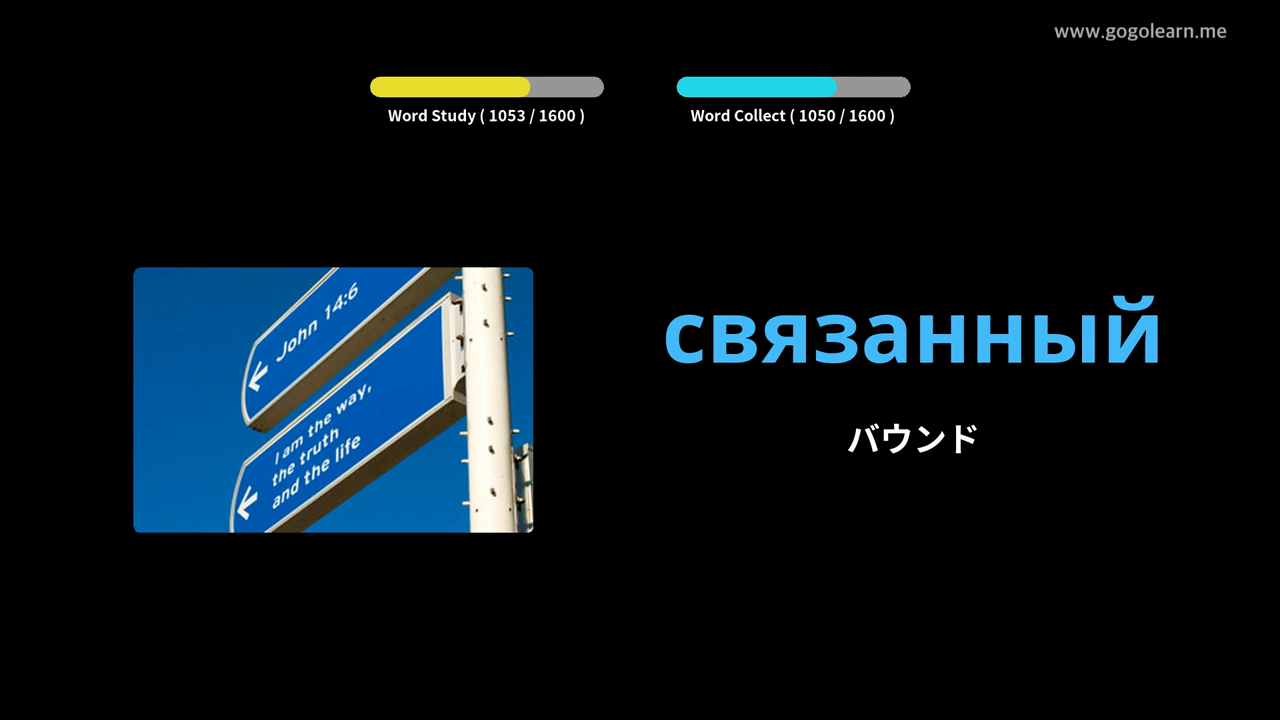 www.gogolearn.me
Word Study ( 1053 / 1600 )
Word Collect ( 1050 / 1600 )
John 14:6
I am the way,
the truth
and the life
связанный
バウンド